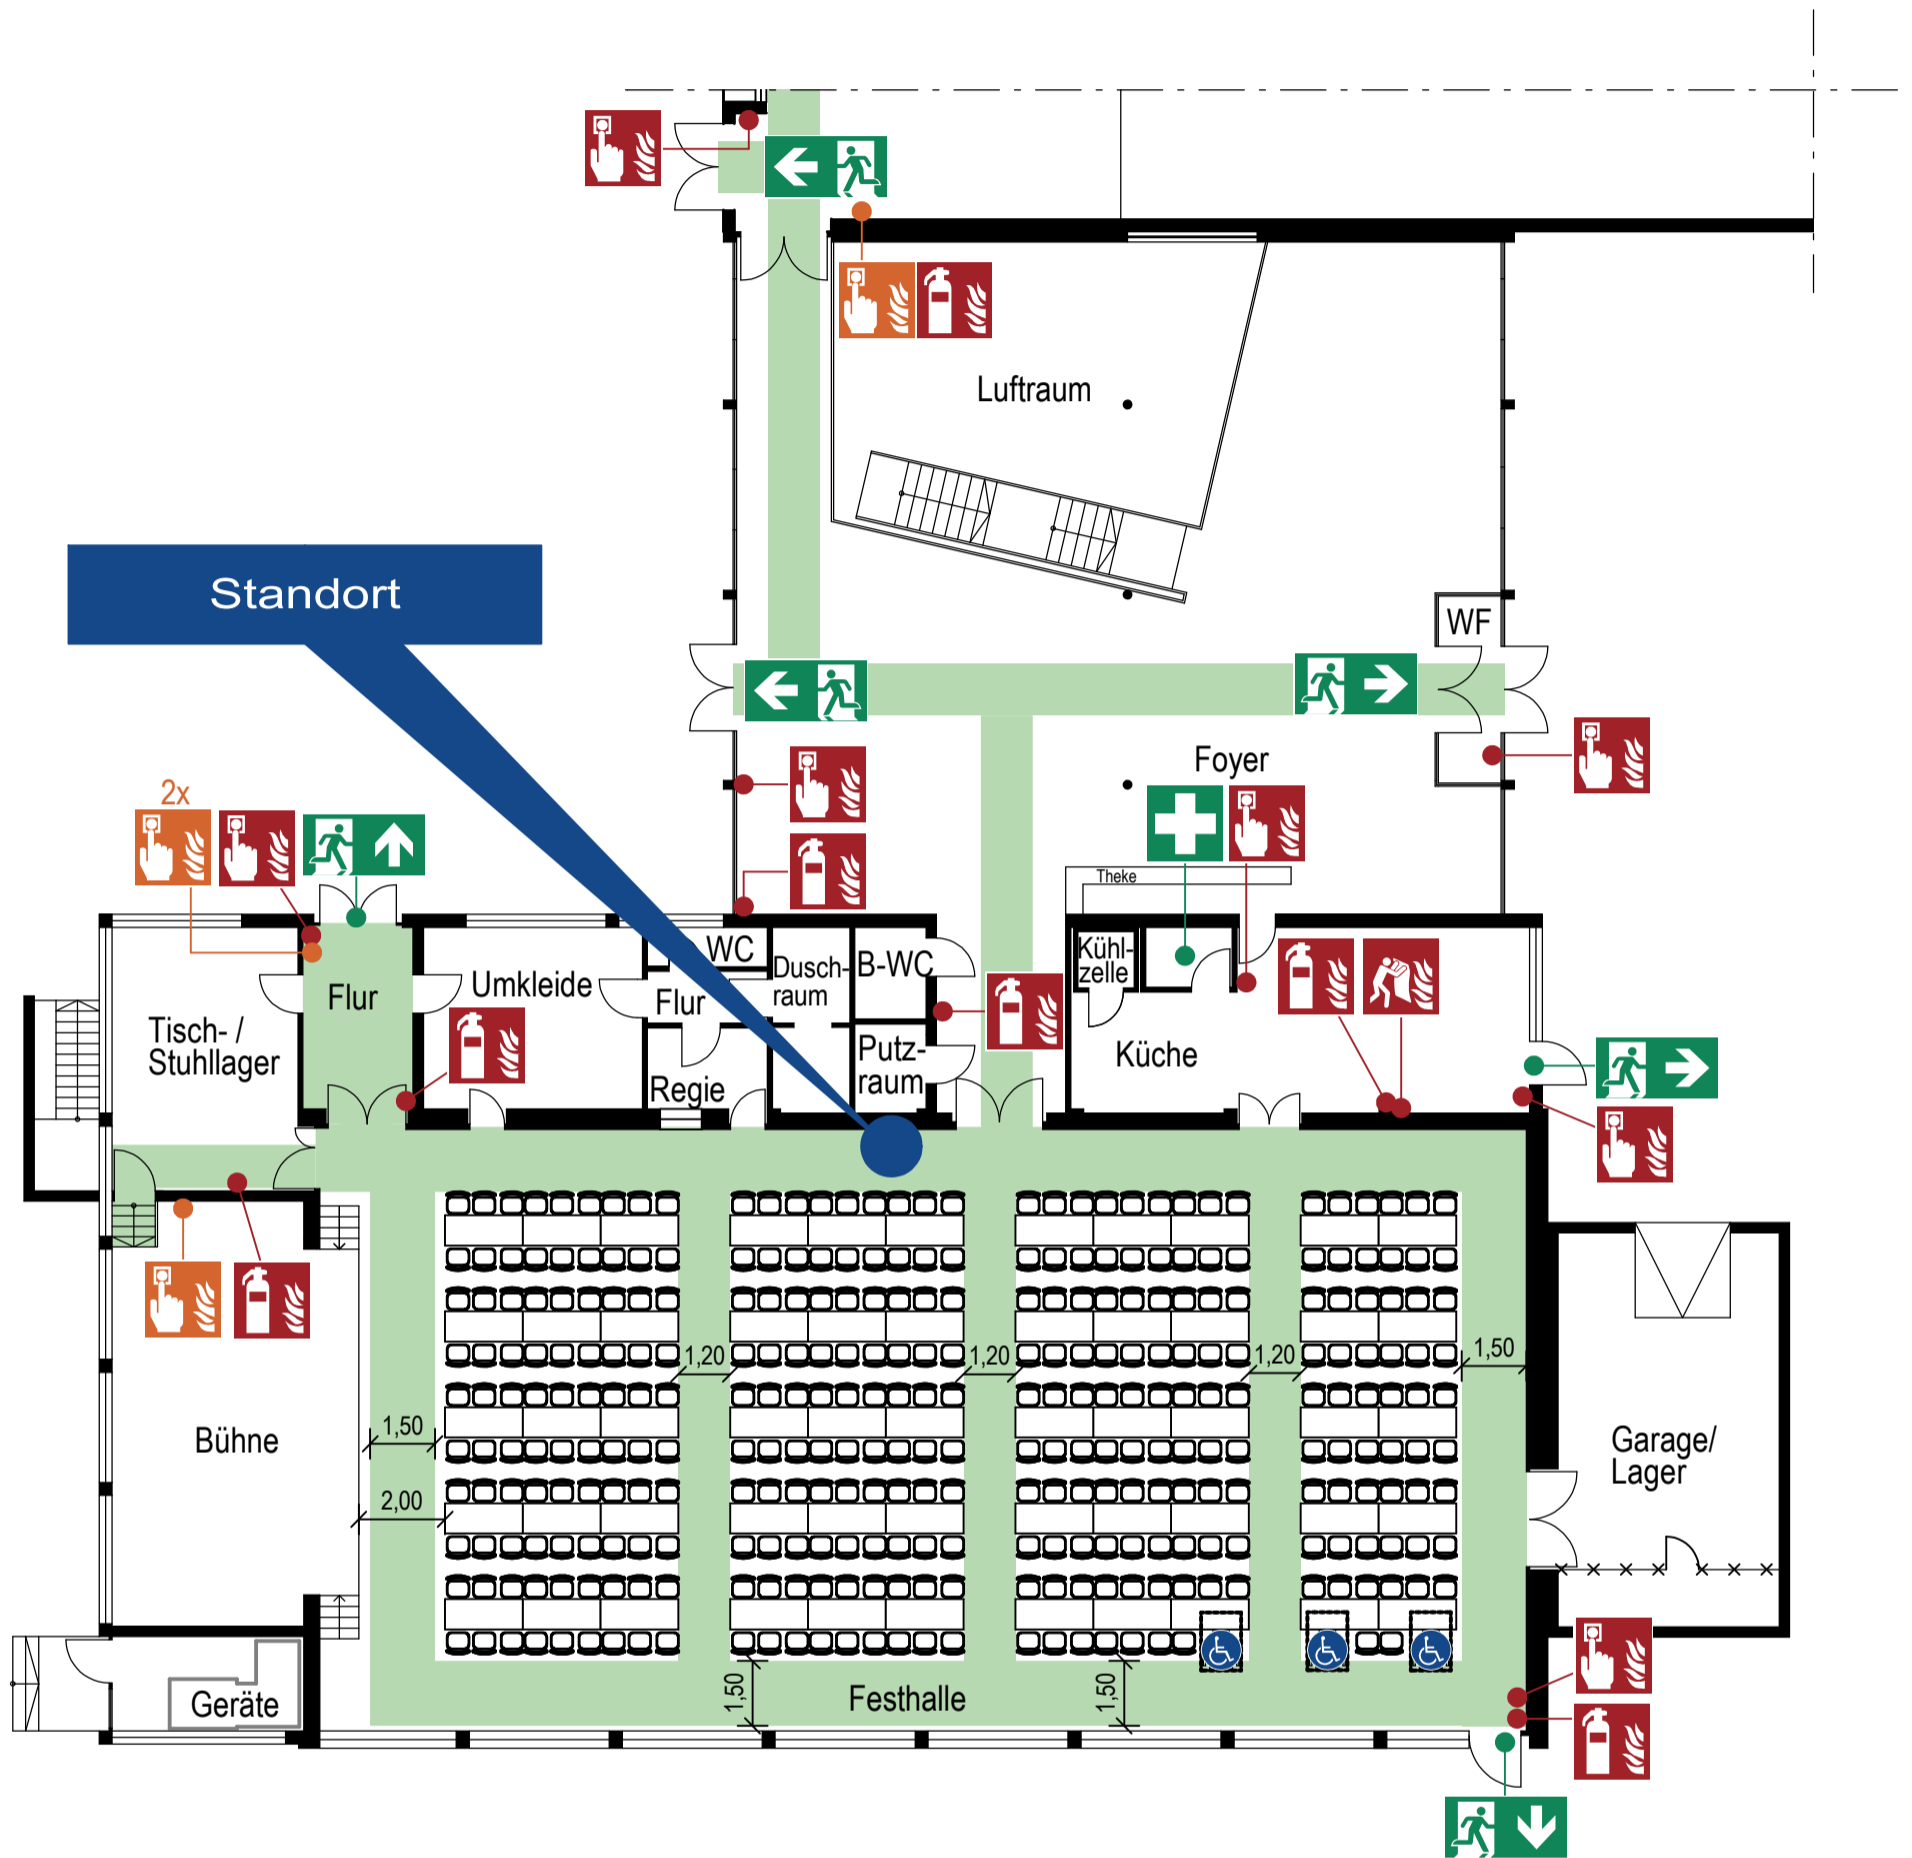 Luftraum
Standort
WF
Foyer
2x
Theke
WC
Dusch-
raum
B-WC
Kühl-
zelle
Umkleide
Flur
Flur
Tisch- /
Stuhllager
Küche
Putz-
raum
Regie
1,20
1,20
1,20
1,50
1,50
Bühne
Garage/
Lager
2,00
Geräte
1,50
Festhalle
1,50